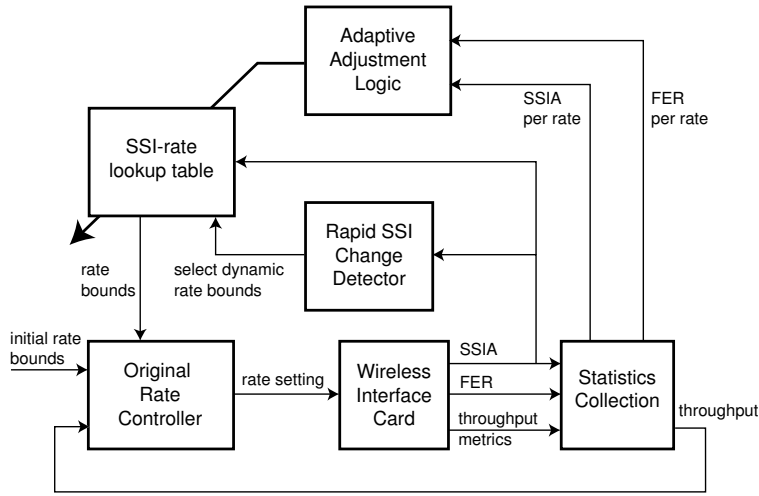 Adaptive
Adjustment
Logic
SSIA
per rate
FER
per rate
SSI-rate
lookup table
Rapid SSI
Change
Detector
rate
bounds
select dynamic
rate bounds
initial rate
bounds
Original
Rate
Controller
rate setting
Wireless
Interface
Card
SSIA
FER
throughput
metrics
Statistics
Collection
throughput